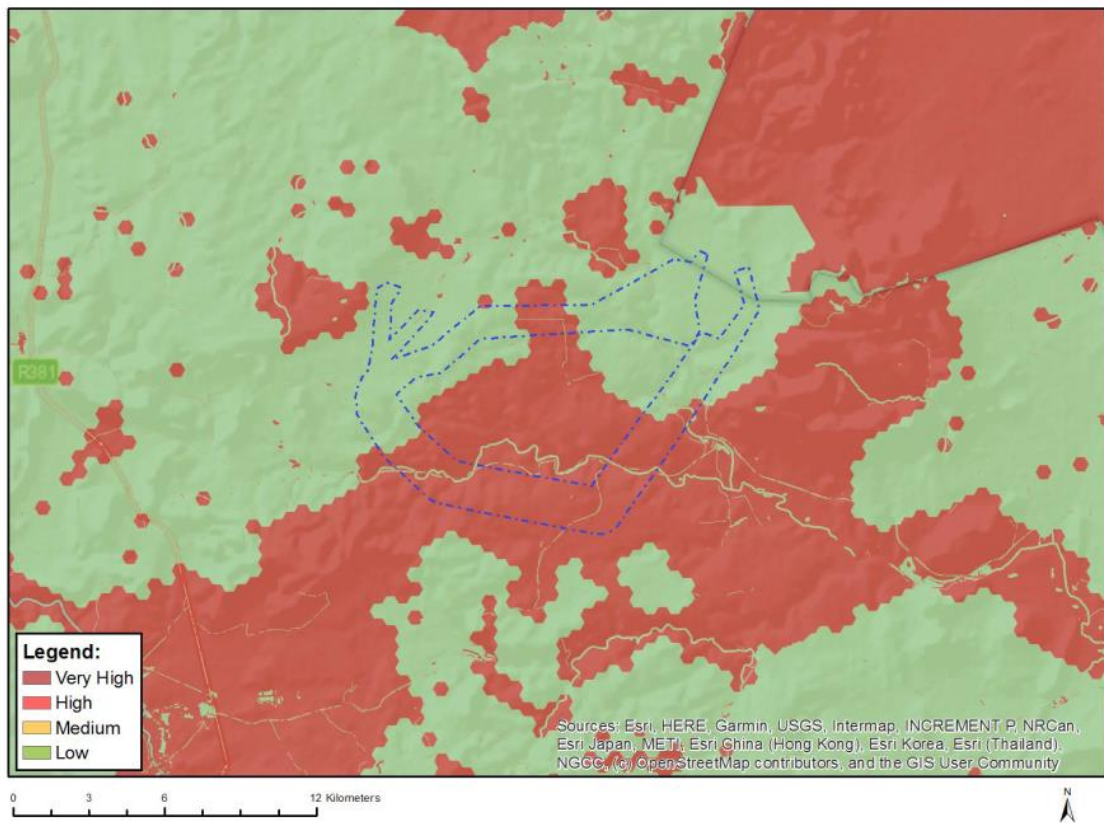 R381
Legend:
Very High
High
Medium
Low
Sources: Esri, HERE, Garmin, USGS, Intermap, INCREMENT P, NRCan,
Esri Japan, METI, Esri China (Hong Kong), Esri Korea, Esri (Thailand),
NGCC, (c) OpenStreetMap contributors, and the GIS User Community
0 3 6 12 Kilometers
N